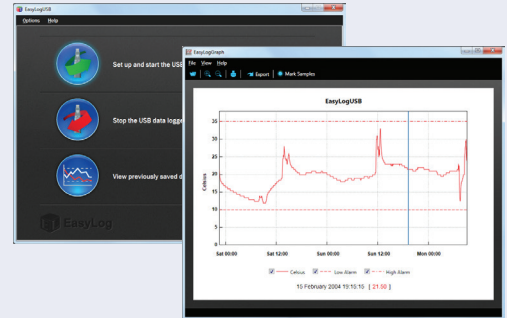 EasyLogUSB
Options Help
Set up and start the USB
Stop the USB data logge
View previously saved d
EasyLog
EasyLogGraph
File View Help
Export Mark Samples
EasyLogUSB
Celsius
35
30
25
20
15
10
5
0
Sat 00:00 Sat 12:00 Sun 00:00 Sun 12:00 Mon 00:00
Celsius Low Alarm High Alarm
15 February 2004 19:15:15 [ 21.50 ]